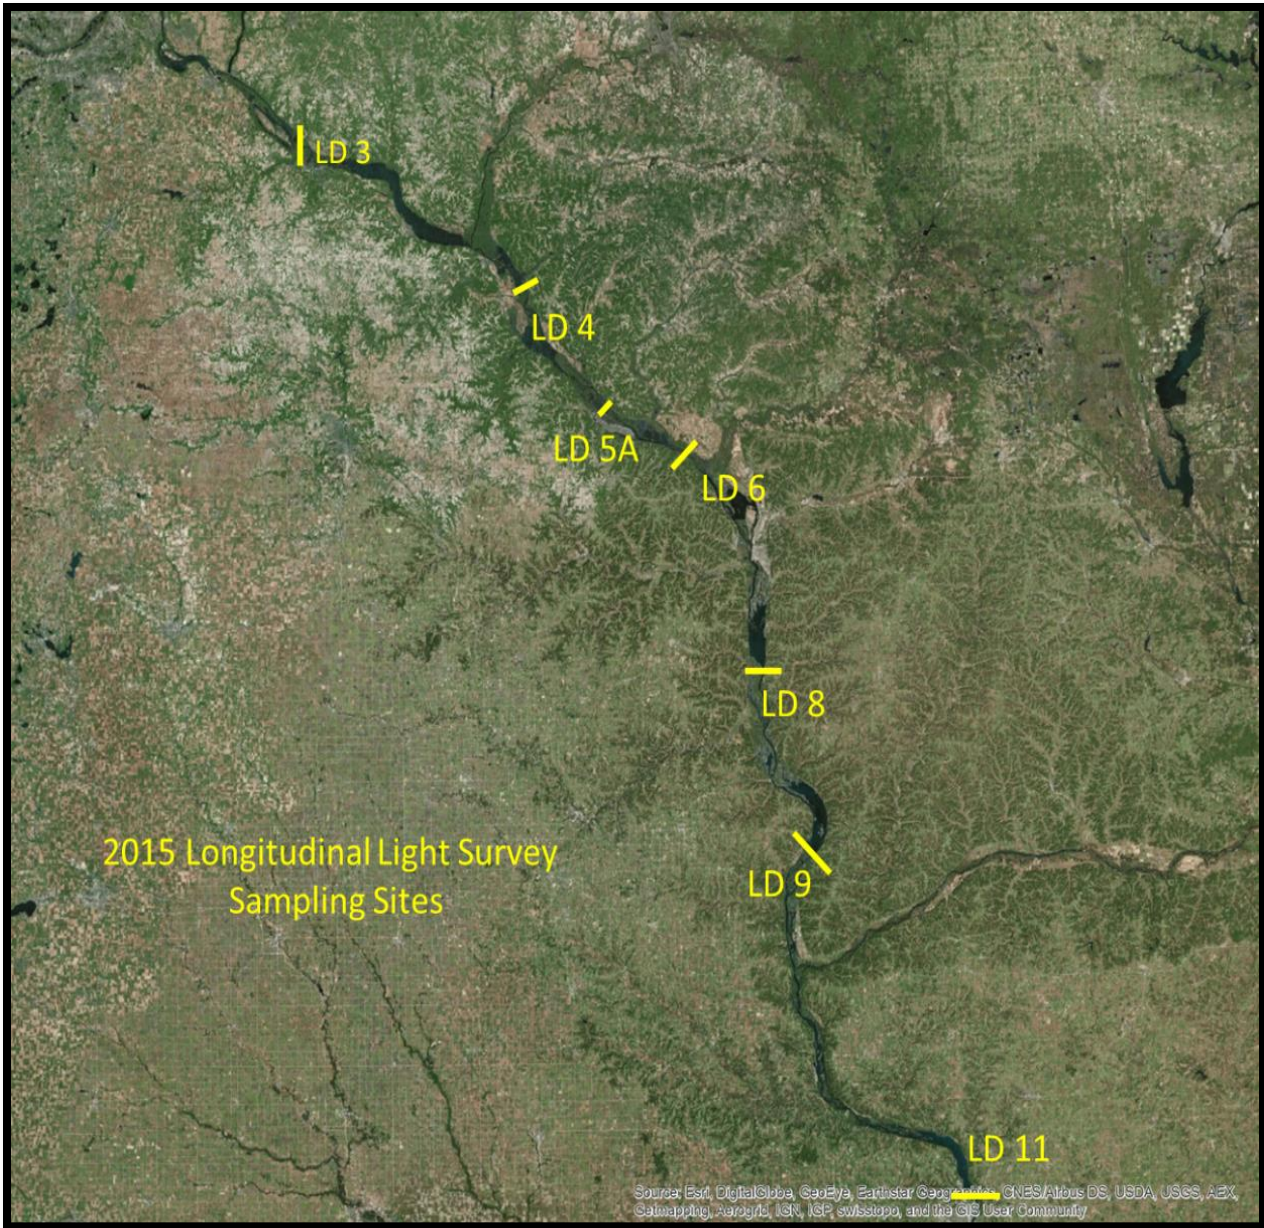 LD 3
LD 4
LD 5A
LD 6
LD 8
2015 Longitudinal Light Survey
Sampling Sites
LD 9
LD 11
Source: Esri, DigitalGlobe, GeoEye, Earthstar Geographics, CNES/Airbus DS, USDA, USGS, AEX,
Getmapping, Aerogrid, IGN, IGP, swisstopo, and the GIS User Community